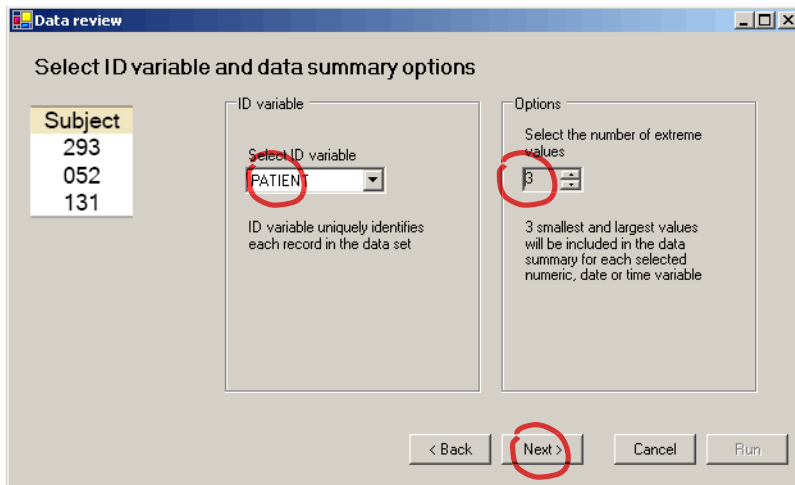 Data review
Select ID variable and data summary options
Subject
293
052
131
ID variable
Select ID variable
PATIENT
ID variable uniquely identifies
each record in the data set
Options
Select the number of extreme
values
3
3 smallest and largest values
will be included in the data
summary for each selected
numeric, date or time variable
< Back
Next >
Cancel
Run